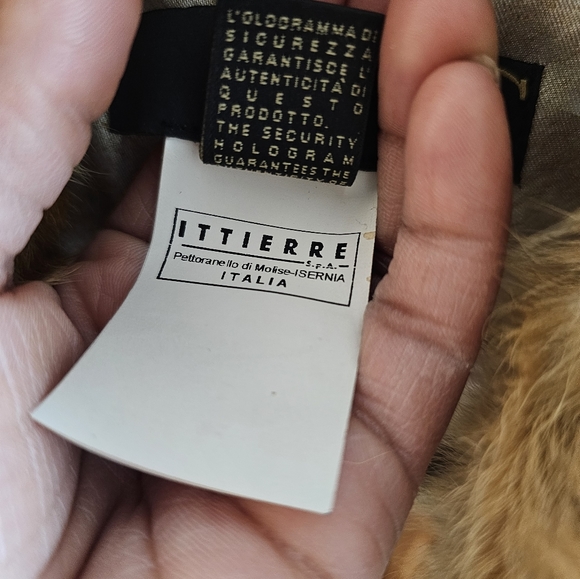 L'OLOGRAMMA DI
SICUREZZA
GARANTISCE L'
AUTENTICITÀ DI
QUESTO
PRODOTTO.
THE SECURITY
HOLOGRAM
GUARANTEES THE
ITTIERRE
S.P.A.
Pettoranello di Molise-ISERNIA
ITALIA